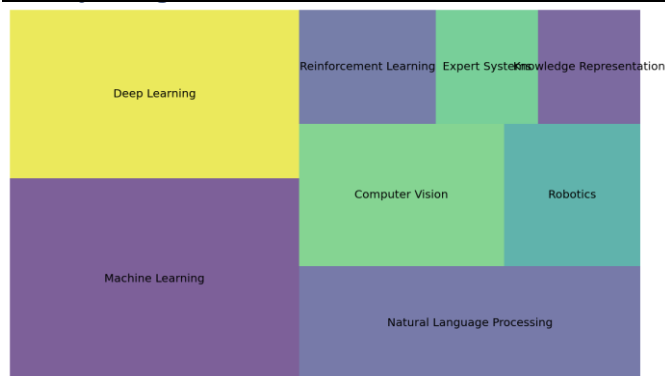 Deep Learning
Reinforcement Learning
Expert Systems
Knowledge Representation
Computer Vision
Robotics
Machine Learning
Natural Language Processing